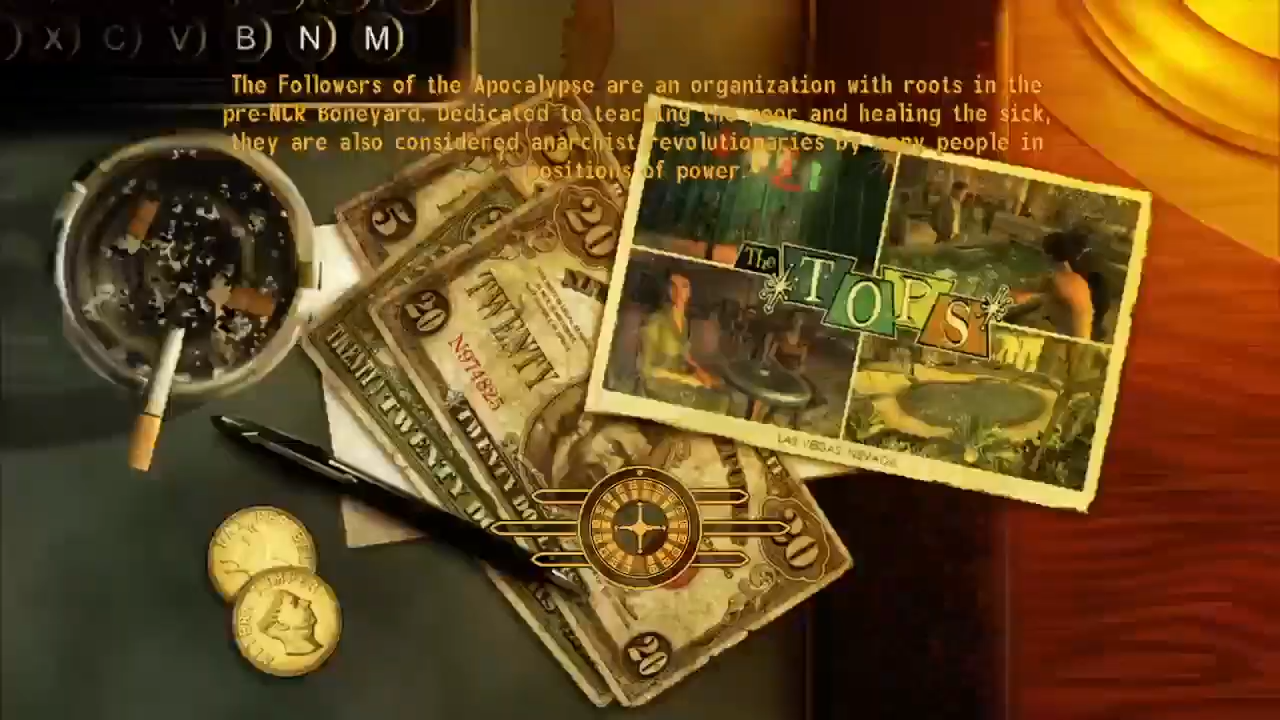 X C V B N M
The Followers of the Apocalypse are an organization with roots in the
pre-NCR Boneyard. Dedicated to teaching the poor and healing the sick,
they are also considered anarchist revolutionaries by many people in
positions of power.
5
20
The TOPS
20
TWENTY
N974825
TWENTY
LAS VEGAS, NEVADA
20
20